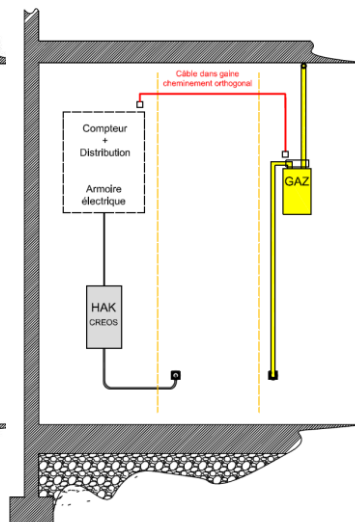 Câble dans gaine
cheminement orthogonal
Compteur
+
Distribution
Armoire
électrique
GAZ
HAK
CREOS